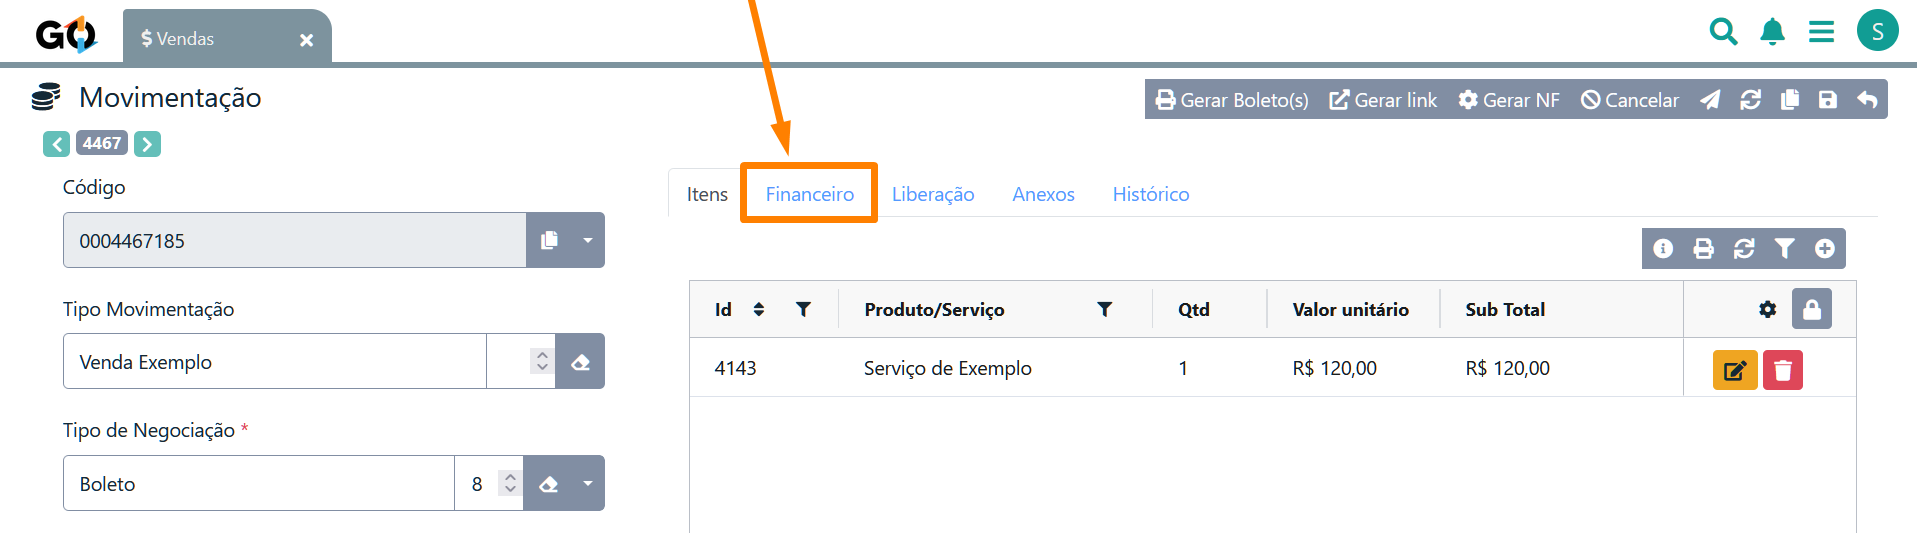 GO
$ Vendas
S
Movimentação
Gerar Boleto(s) Gerar link Gerar NF Cancelar
4467
Código
0004467185
Tipo Movimentação
Venda Exemplo
Tipo de Negociação *
Boleto 8
Itens Financeiro Liberação Anexos Histórico
Id Produto/Serviço Qtd Valor unitário Sub Total
4143 Serviço de Exemplo 1 R$ 120,00 R$ 120,00